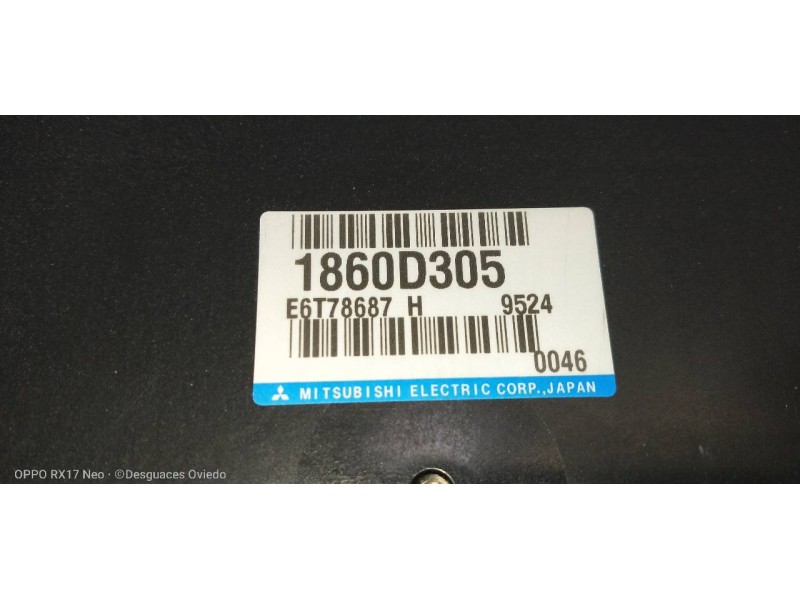 1860D305
E6T78687 H 9524
0046
MITSUBISHI ELECTRIC CORP.,JAPAN
OPPO RX17 Neo · ©Desguaces Oviedo